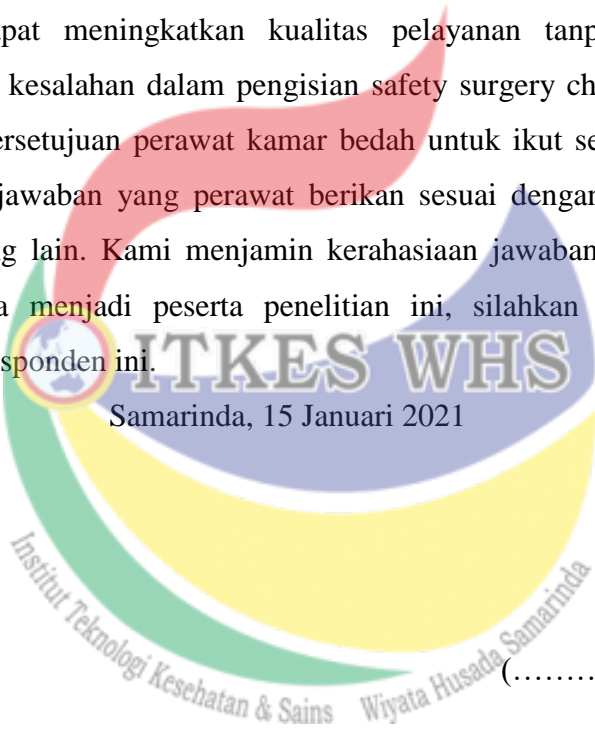 pat meningkatkan kualitas pelayanan tanp
kesalahan dalam pengisian safety surgery ch
ersetujuan perawat kamar bedah untuk ikut se
jawaban yang perawat berikan sesuai dengan
ng lain. Kami menjamin kerahasiaan jawaban
a menjadi peserta penelitian ini, silahkan
sponden ini.
ITKES WHS
Samarinda, 15 Januari 2021
Institut Teknologi Kesehatan & Sains Wiyata Husada Samarinda
(………